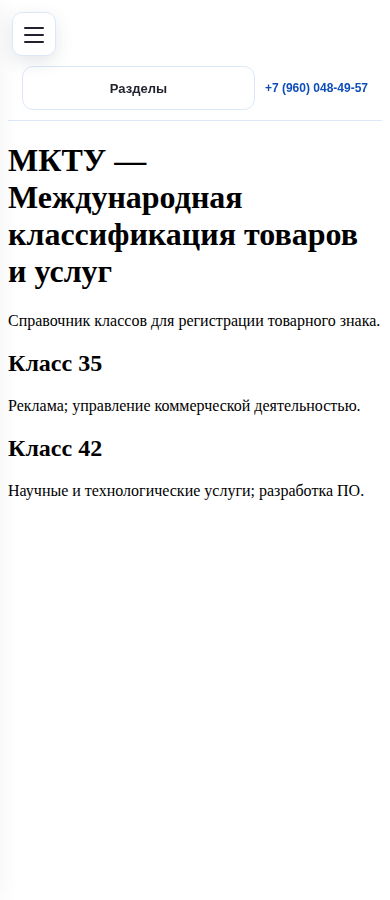 Разделы
+7 (960) 048-49-57
МКТУ —
Международная
классификация товаров
и услуг
Справочник классов для регистрации товарного знака.
Класс 35
Реклама; управление коммерческой деятельностью.
Класс 42
Научные и технологические услуги; разработка ПО.